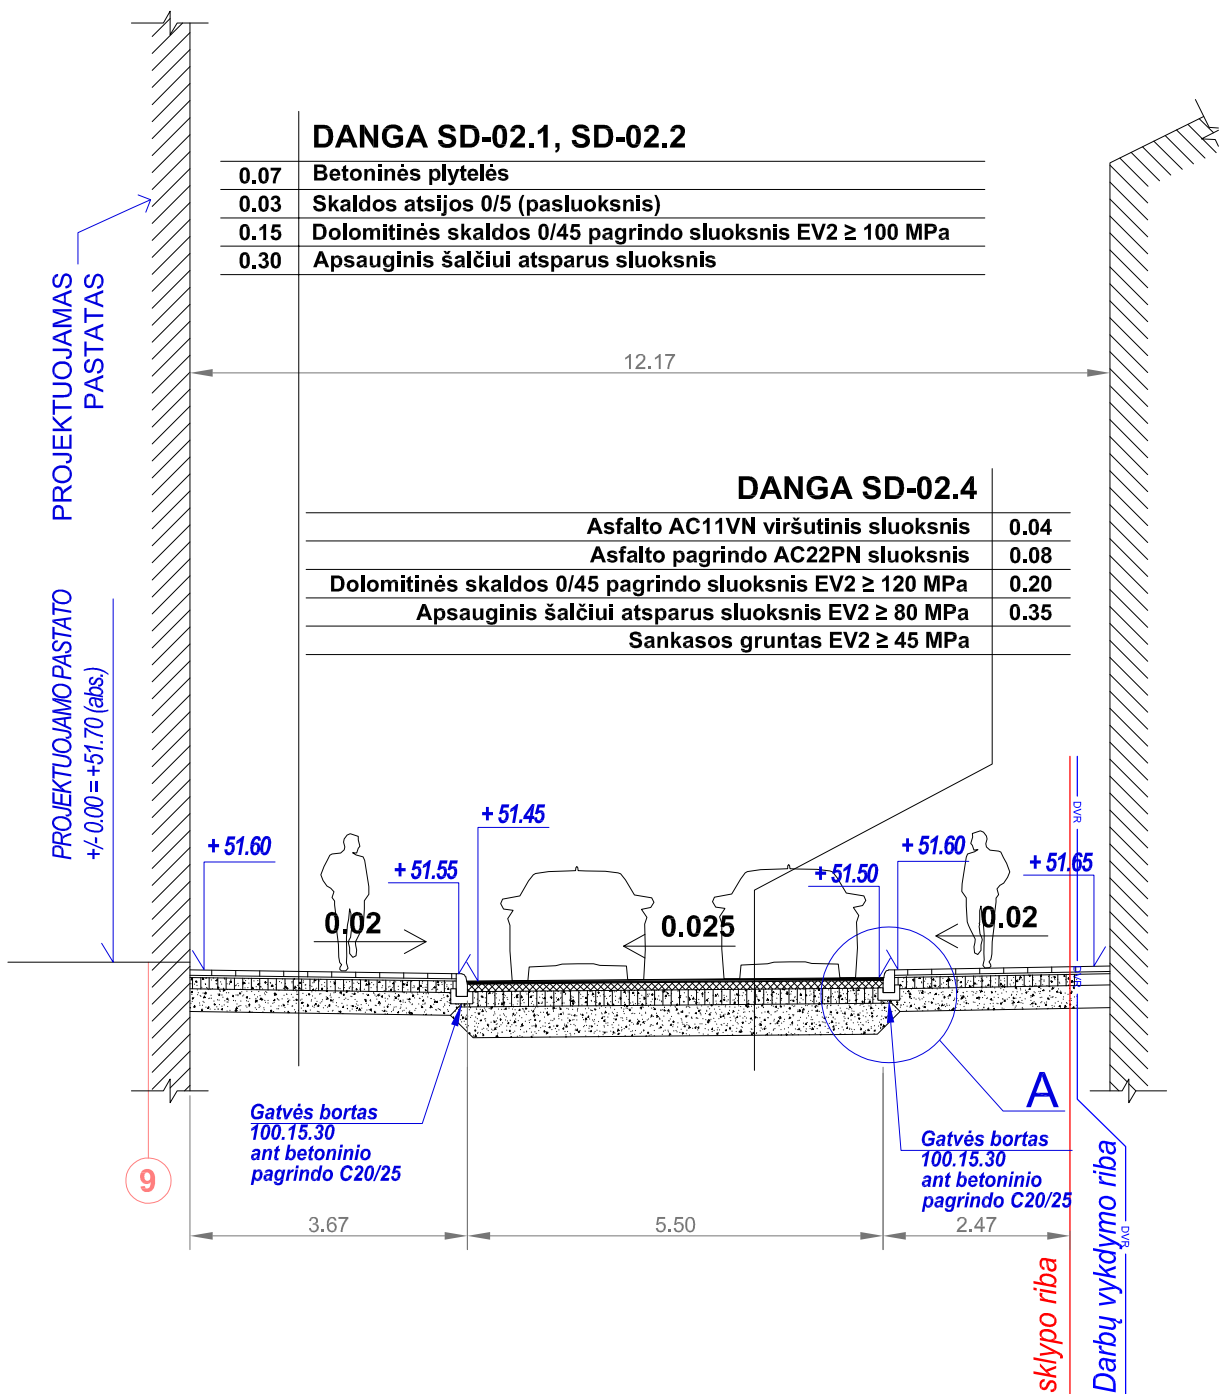 DANGA SD-02.1, SD-02.2
0.07 Betoninės plytelės
0.03 Skaldos atsijos 0/5 (pasluoksnis)
0.15 Dolomitinės skaldos 0/45 pagrindo sluoksnis EV2 ≥ 100 MPa
0.30 Apsauginis šalčiui atsparus sluoksnis
PROJEKTUOJAMAS
PASTATAS
12.17
DANGA SD-02.4
Asfalto AC11VN viršutinis sluoksnis 0.04
Asfalto pagrindo AC22PN sluoksnis 0.08
Dolomitinės skaldos 0/45 pagrindo sluoksnis EV2 ≥ 120 MPa 0.20
Apsauginis šalčiui atsparus sluoksnis EV2 ≥ 80 MPa 0.35
Sankasos gruntas EV2 ≥ 45 MPa
PROJEKTUOJAMO PASTATO
+/- 0.00 = +51.70 (abs.)
+ 51.60
+ 51.55
+ 51.45
+ 51.50
+ 51.60
+ 51.65
DVR
0.02
0.025
0.02
DVR
A
Gatvės bortas
100.15.30
ant betoninio
pagrindo C20/25
Gatvės bortas
100.15.30
ant betoninio
pagrindo C20/25
9
3.67
5.50
2.47
sklypo riba
Darbų vykdymo riba
DVR